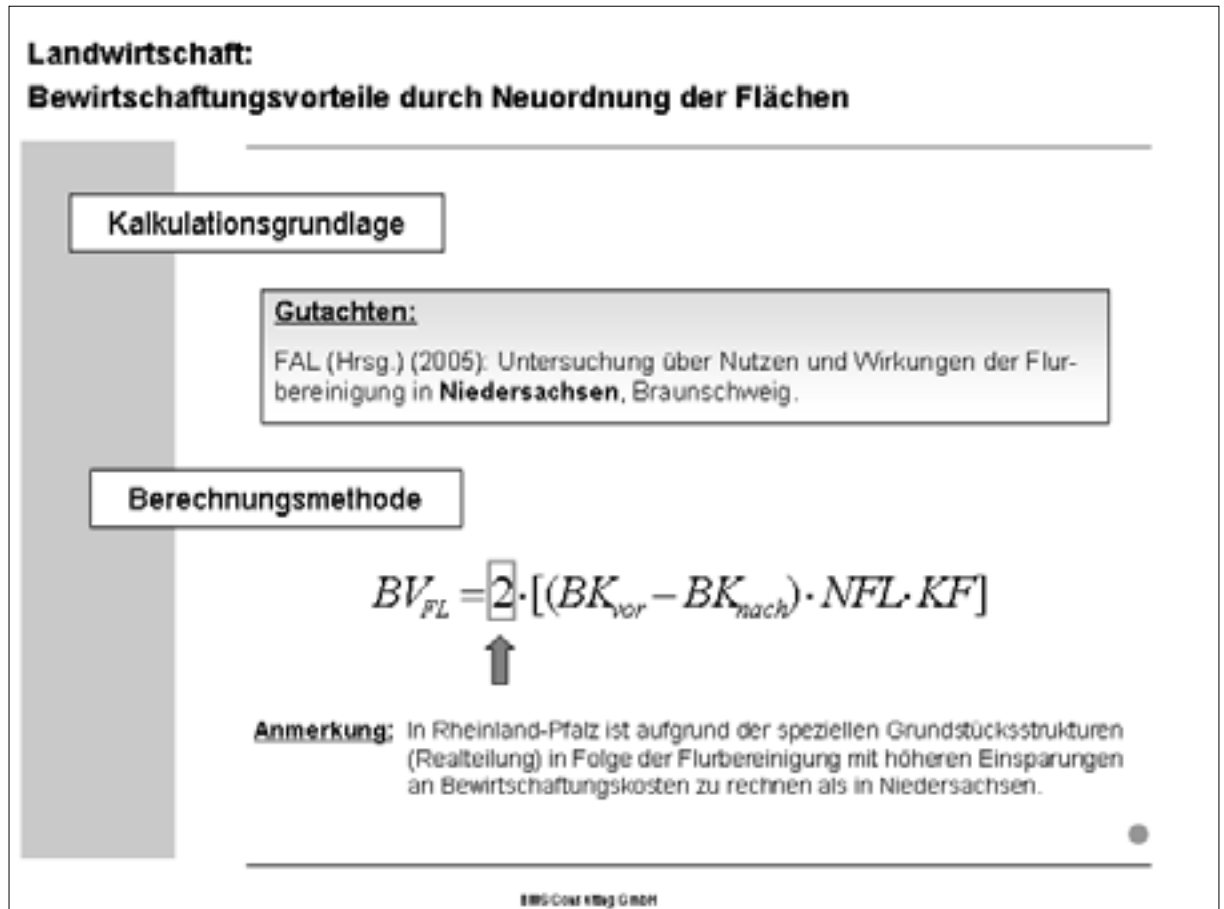 Landwirtschaft:
Bewirtschaftungsvorteile durch Neuordnung der Flächen
Kalkulationsgrundlage
Gutachten:
FAL (Hrsg.) (2005): Untersuchung über Nutzen und Wirkungen der Flur-
bereinigung in Niedersachsen, Braunschweig.
Berechnungsmethode
BV_FL = 2 · [(BK_vor − BK_nach) · NFL · KF]
Anmerkung: In Rheinland-Pfalz ist aufgrund der speziellen Grundstücksstrukturen
(Realteilung) in Folge der Flurbereinigung mit höheren Einsparungen
an Bewirtschaftungskosten zu rechnen als in Niedersachsen.
GmbH